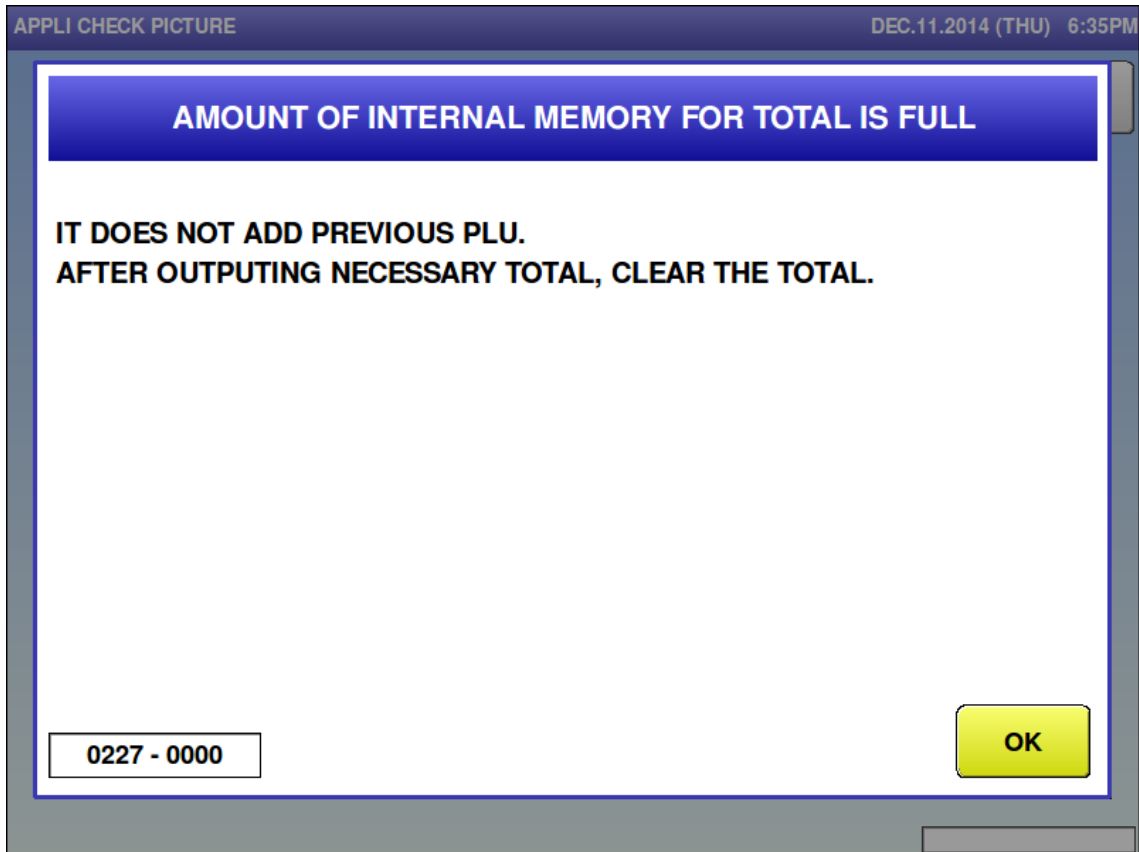 APPLI CHECK PICTURE DEC.11.2014 (THU) 6:35PM
AMOUNT OF INTERNAL MEMORY FOR TOTAL IS FULL
IT DOES NOT ADD PREVIOUS PLU.
AFTER OUTPUTING NECESSARY TOTAL, CLEAR THE TOTAL.
OK
0227 - 0000